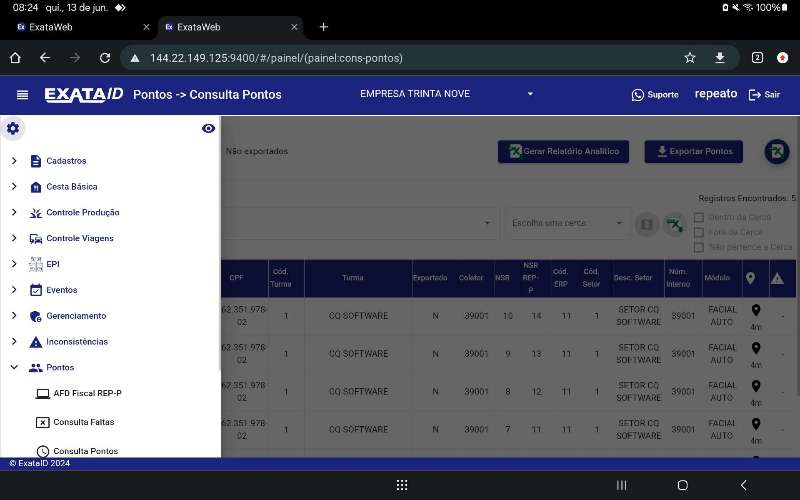 08:24 qui., 13 de jun.
100%
ExataWeb
ExataWeb
144.22.149.125:9400/#/painel/(painel:cons-pontos)
2
EXATA ID
Pontos -> Consulta Pontos
EMPRESA TRINTA NOVE
Suporte
repeato
Sair
Cadastros
Cesta Básica
Controle Produção
Controle Viagens
EPI
Eventos
Gerenciamento
Inconsistências
Pontos
AFD Fiscal REP-P
Consulta Faltas
Consulta Pontos
Não exportados
Gerar Relatório Analítico
Exportar Pontos
Registros Encontrados: 5
Escolha uma cerca
Dentro da Cerca
Fora da Cerca
Não pertence a Cerca
CPF Cód. Turma Turma Exportado Coletor NSR NSR REP-P Cód. ERP Cód. Setor Desc. Setor Núm. Interno Módulo
62.351.978-02 1 CQ SOFTWARE N 39001 10 14 11 1 SETOR CQ SOFTWARE 39001 FACIAL AUTO 4m -
62.351.978-02 1 CQ SOFTWARE N 39001 9 13 11 1 SETOR CQ SOFTWARE 39001 FACIAL AUTO 4m -
62.351.978-02 1 CQ SOFTWARE N 39001 8 12 11 1 SETOR CQ SOFTWARE 39001 FACIAL AUTO 4m -
62.351.978-02 1 CQ SOFTWARE N 39001 7 11 11 1 SETOR CQ SOFTWARE 39001 FACIAL AUTO 4m -
© ExataID 2024